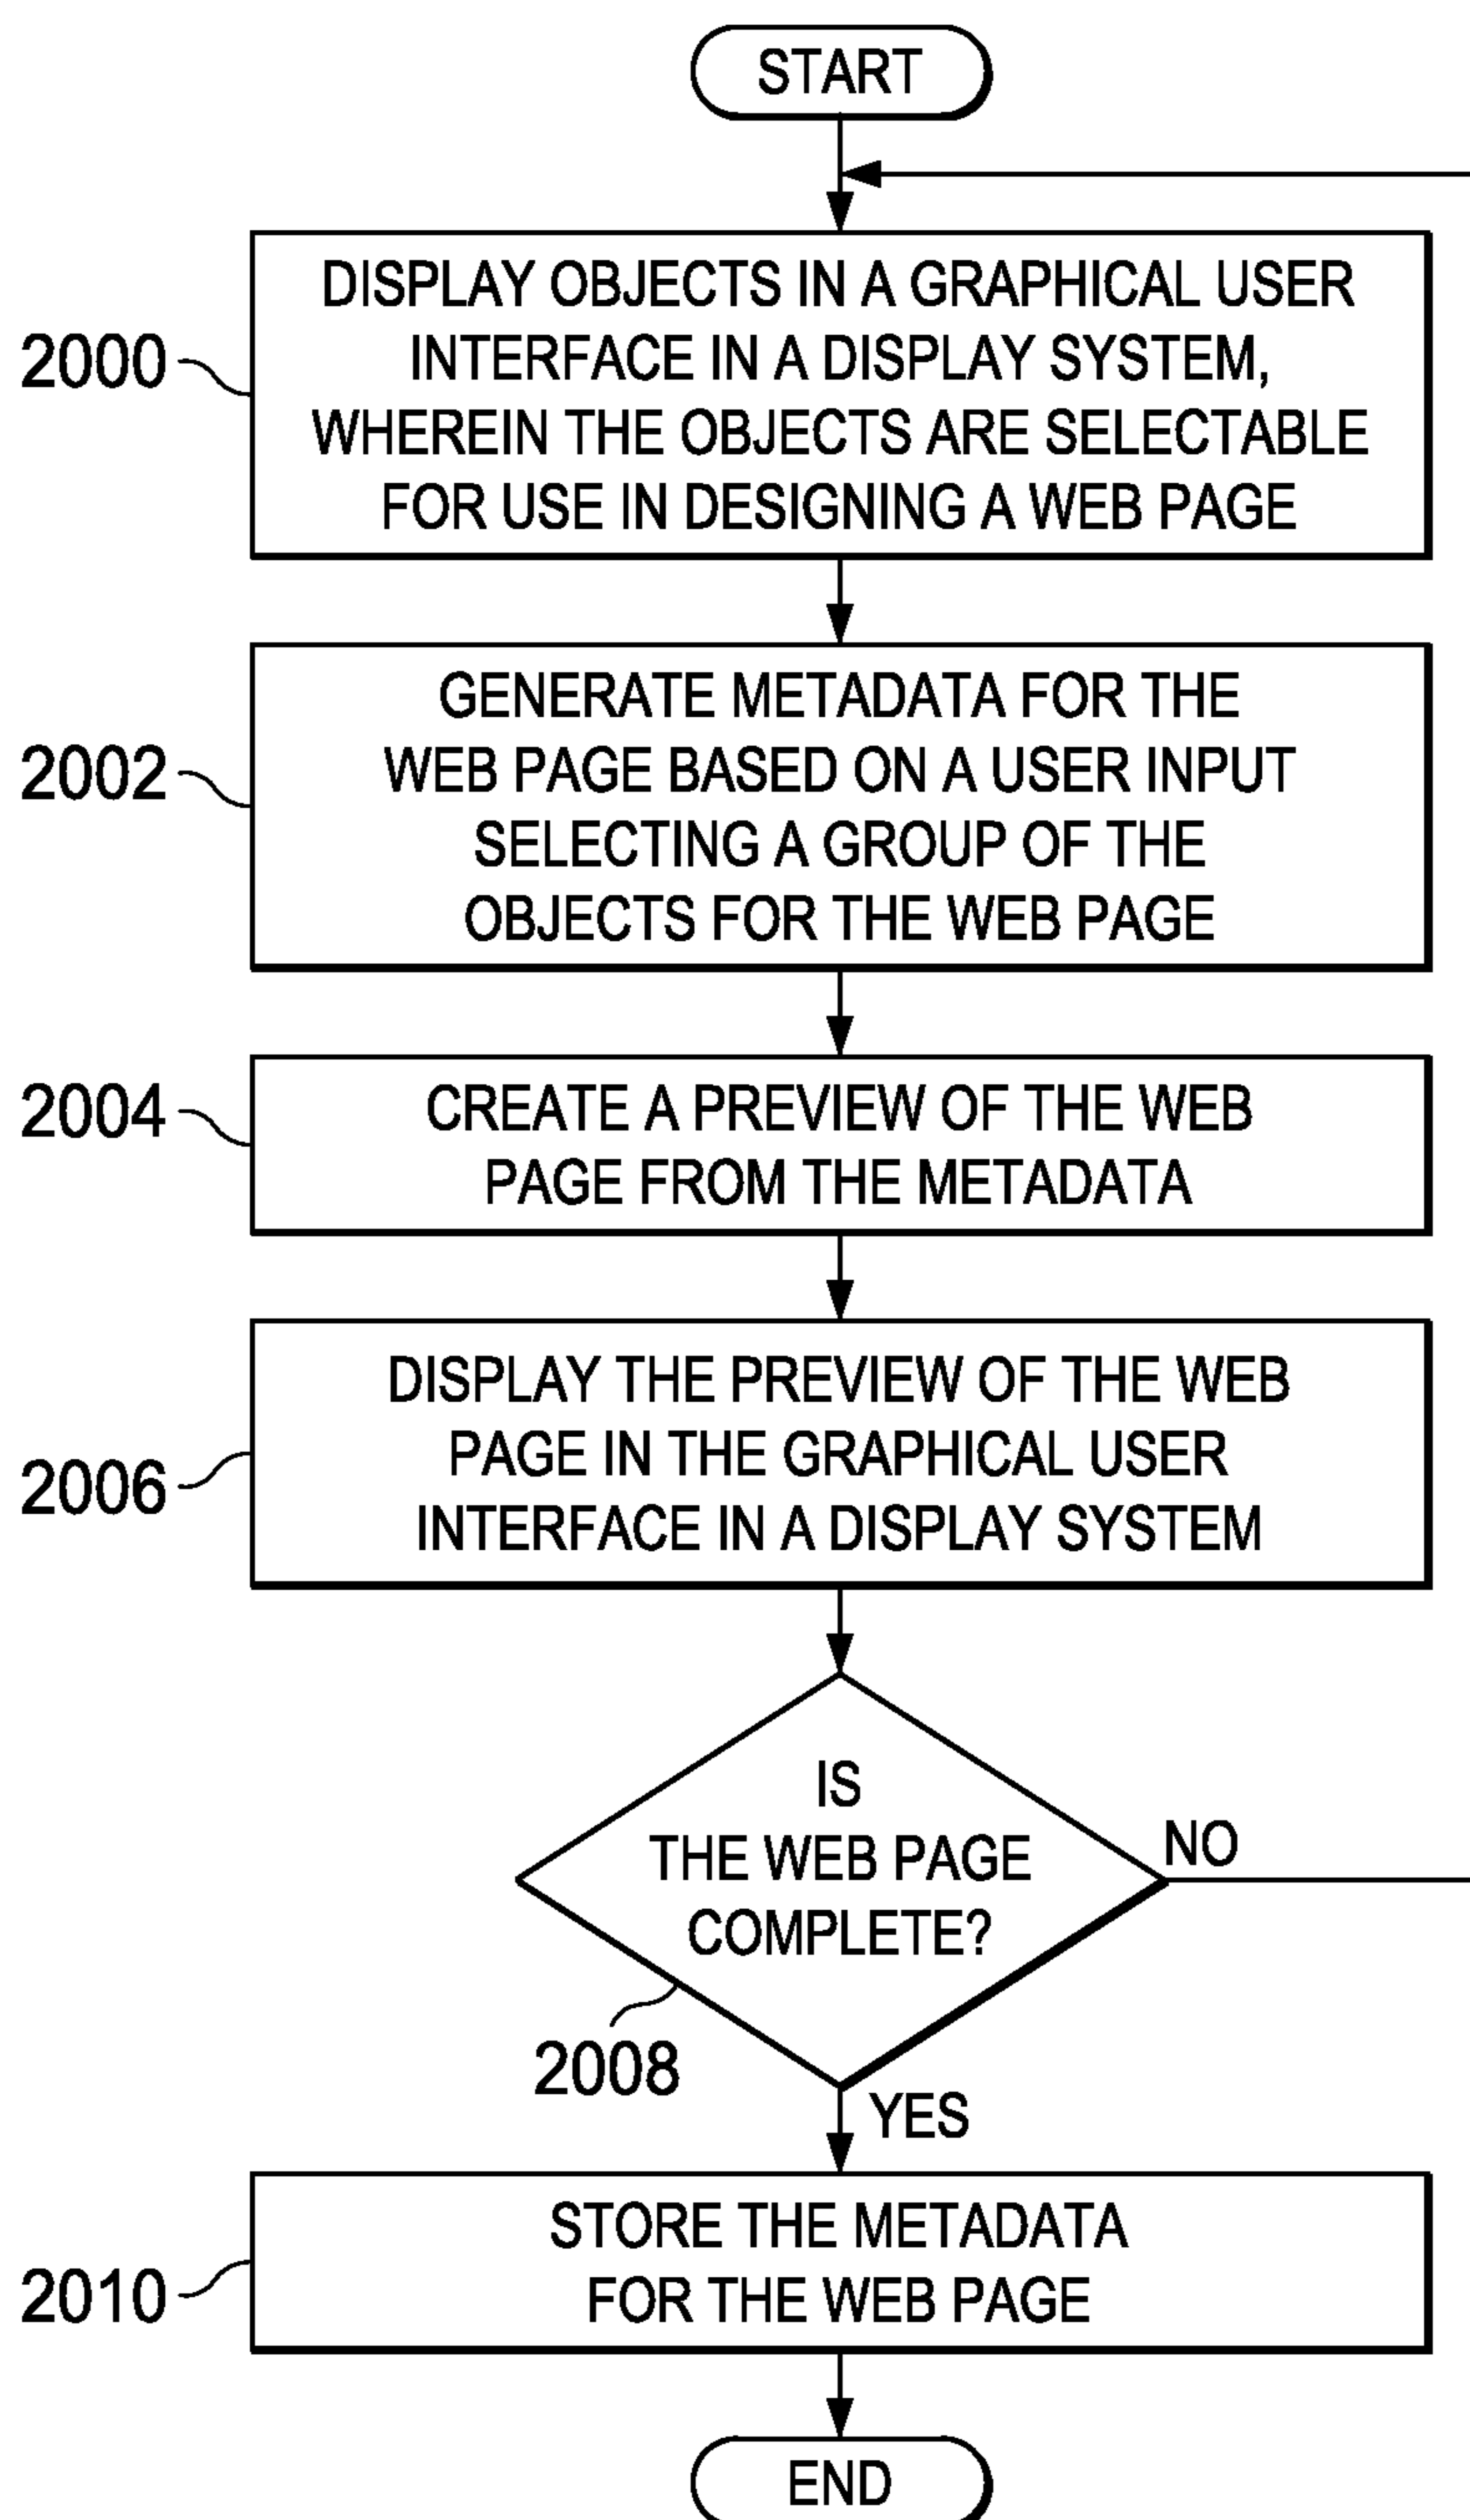 START
DISPLAY OBJECTS IN A GRAPHICAL USER
INTERFACE IN A DISPLAY SYSTEM,
WHEREIN THE OBJECTS ARE SELECTABLE
FOR USE IN DESIGNING A WEB PAGE
2000
GENERATE METADATA FOR THE
WEB PAGE BASED ON A USER INPUT
SELECTING A GROUP OF THE
OBJECTS FOR THE WEB PAGE
2002
CREATE A PREVIEW OF THE WEB
PAGE FROM THE METADATA
2004
DISPLAY THE PREVIEW OF THE WEB
PAGE IN THE GRAPHICAL USER
INTERFACE IN A DISPLAY SYSTEM
2006
IS
THE WEB PAGE
COMPLETE?
NO
2008
YES
STORE THE METADATA
FOR THE WEB PAGE
2010
END